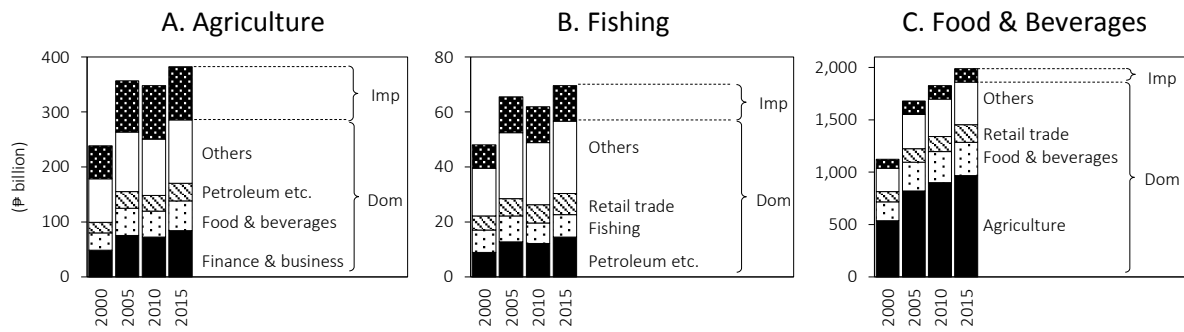 A. Agriculture
(₱ billion)
400
300
200
100
0
Imp
Others
Petroleum etc.
Dom
Food & beverages
Finance & business
2000
2005
2010
2015
B. Fishing
80
60
40
20
0
Imp
Others
Retail trade
Dom
Fishing
Petroleum etc.
2000
2005
2010
2015
C. Food & Beverages
2,000
1,500
1,000
500
0
Imp
Others
Retail trade
Food & beverages
Dom
Agriculture
2000
2005
2010
2015